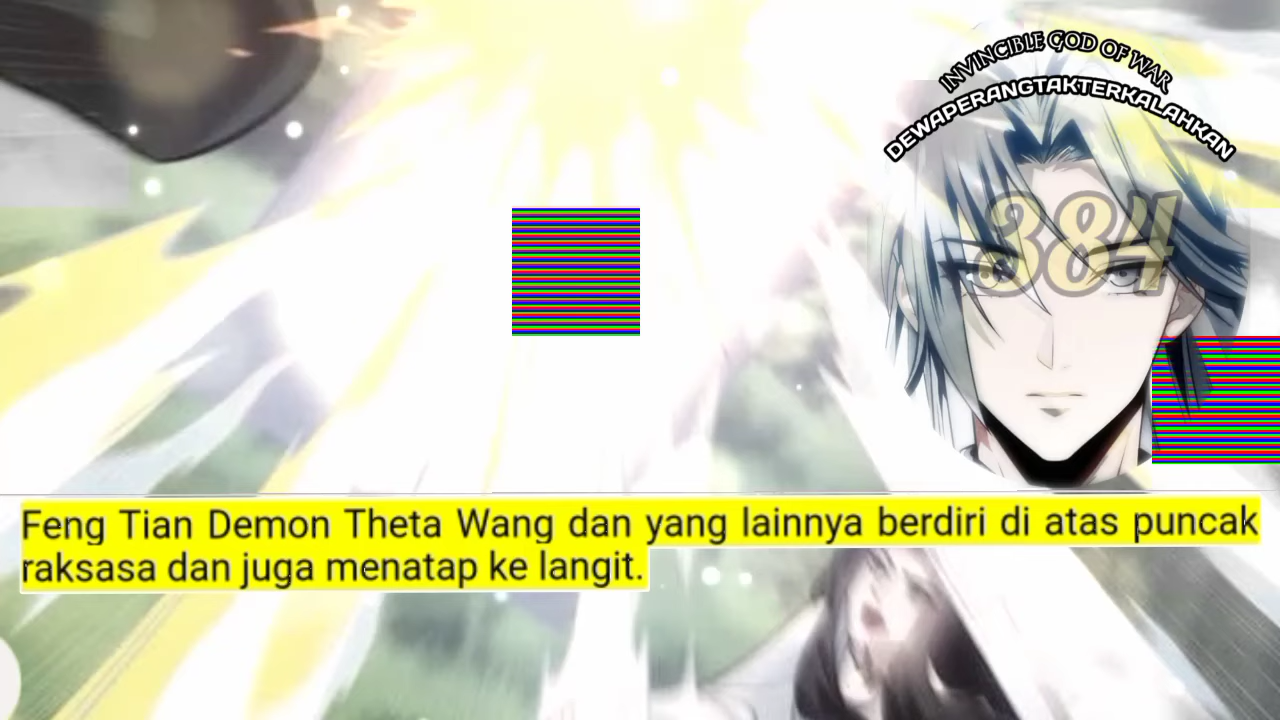 INVINCIBLE GOD OF WAR
DEWAPERANGTAKTERKALAHKAN
384
Feng Tian Demon Theta Wang dan yang lainnya berdiri di atas puncak
raksasa dan juga menatap ke langit.